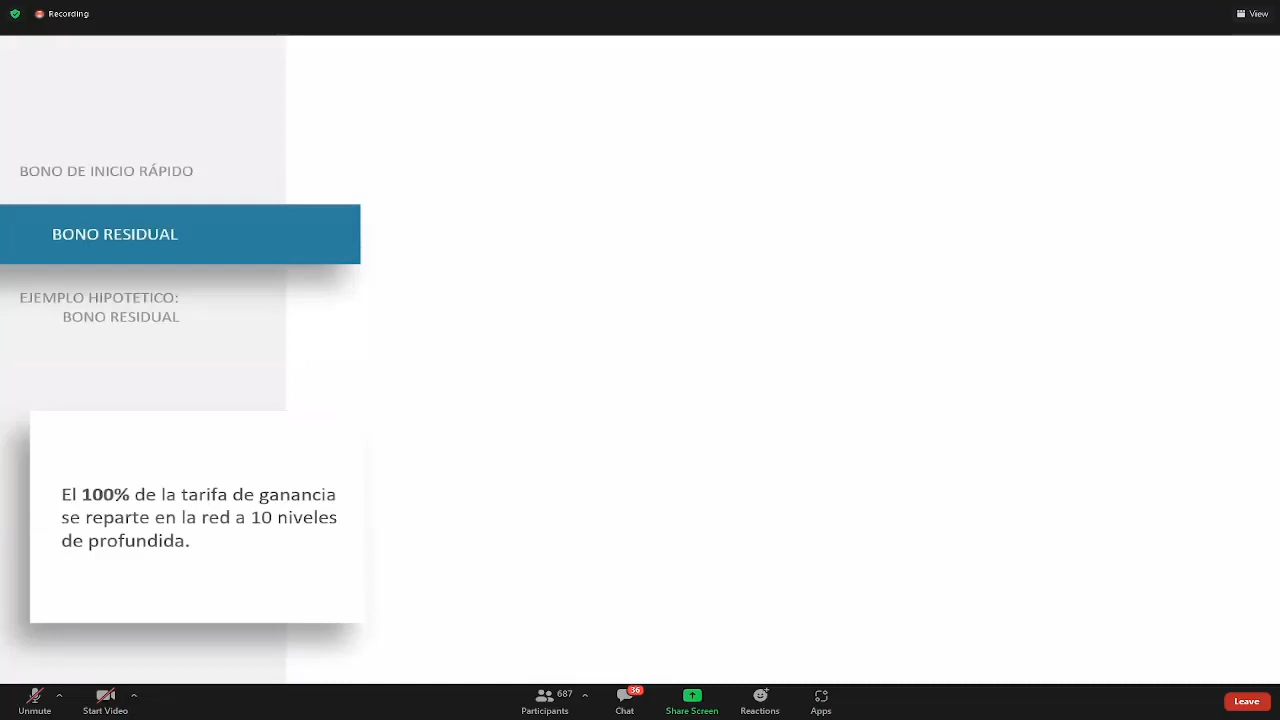 Recording
View
BONO DE INICIO RÁPIDO
BONO RESIDUAL
EJEMPLO HIPOTETICO:
BONO RESIDUAL
El 100% de la tarifa de ganancia
se reparte en la red a 10 niveles
de profundida.
Unmute
Start Video
687
Participants
36
Chat
Share Screen
Reactions
Apps
Leave